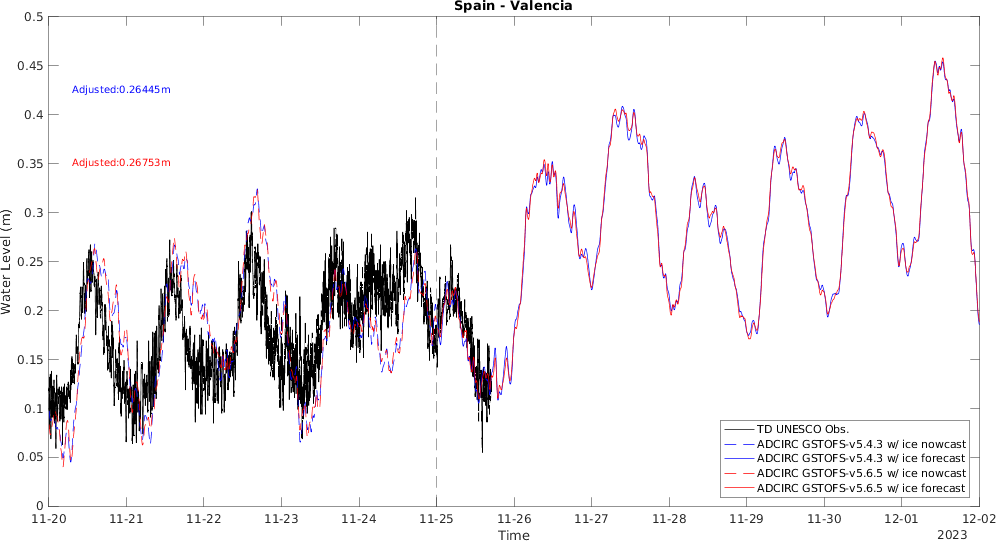 Spain - Valencia
0.5
0.45
0.4
0.35
0.3
0.25
0.2
0.15
0.1
0.05
0
Water Level (m)
Adjusted:0.26445m
Adjusted:0.26753m
TD UNESCO Obs.
ADCIRC GSTOFS-v5.4.3 w/ ice nowcast
ADCIRC GSTOFS-v5.4.3 w/ ice forecast
ADCIRC GSTOFS-v5.6.5 w/ ice nowcast
ADCIRC GSTOFS-v5.6.5 w/ ice forecast
11-20 11-21 11-22 11-23 11-24 11-25 11-26 11-27 11-28 11-29 11-30 12-01 12-02
Time
2023